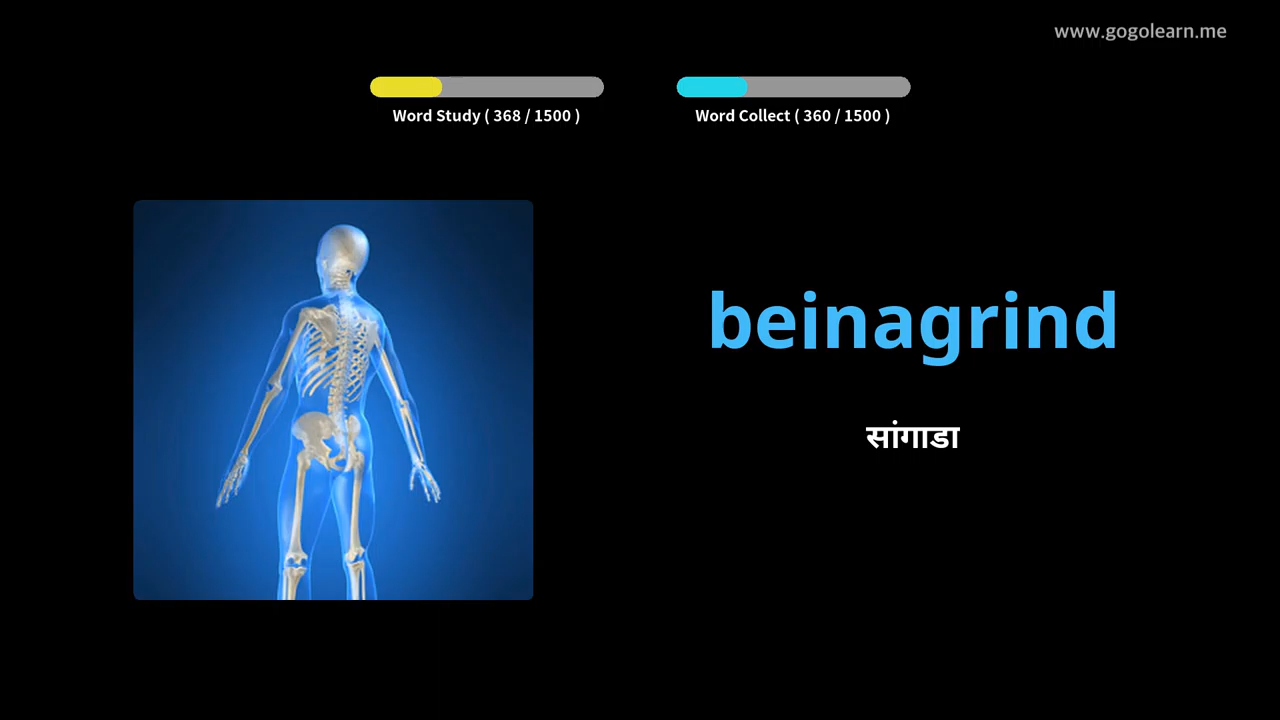 www.gogolearn.me
Word Study ( 368 / 1500 )
Word Collect ( 360 / 1500 )
beinagrind
सांगाडा